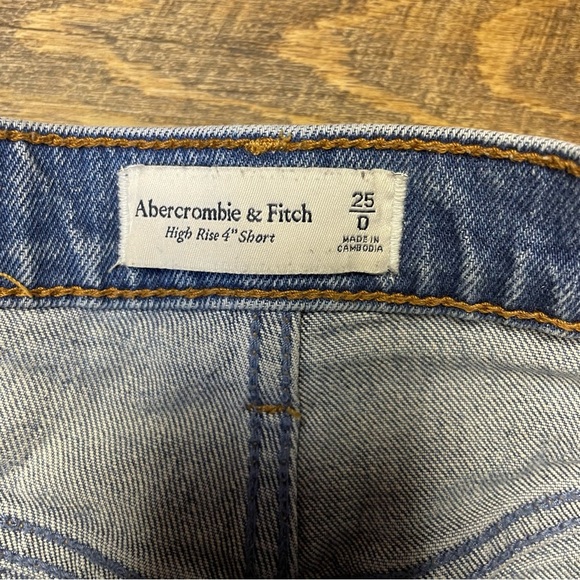 Abercrombie & Fitch
High Rise 4" Short
25
0
MADE IN
CAMBODIA